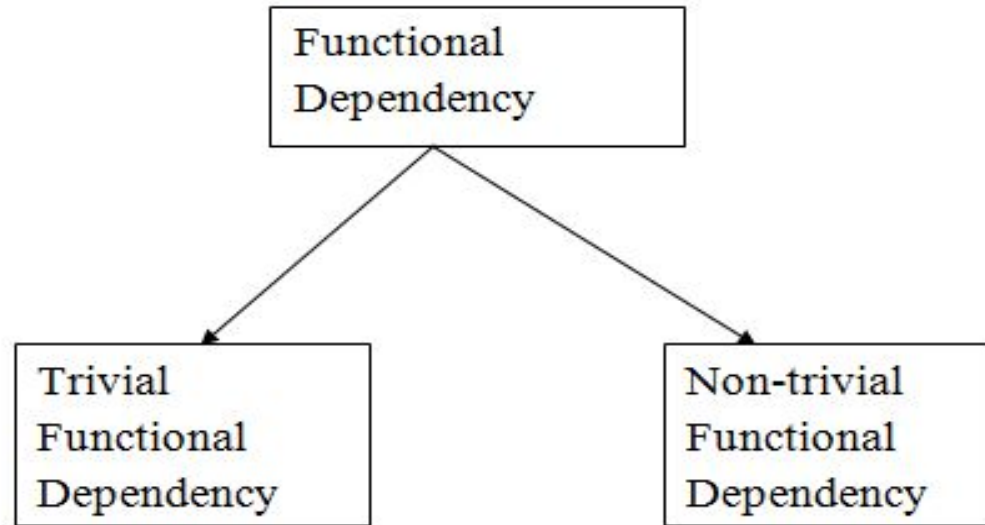 Functional
Dependency
Trivial
Functional
Dependency
Non-trivial
Functional
Dependency